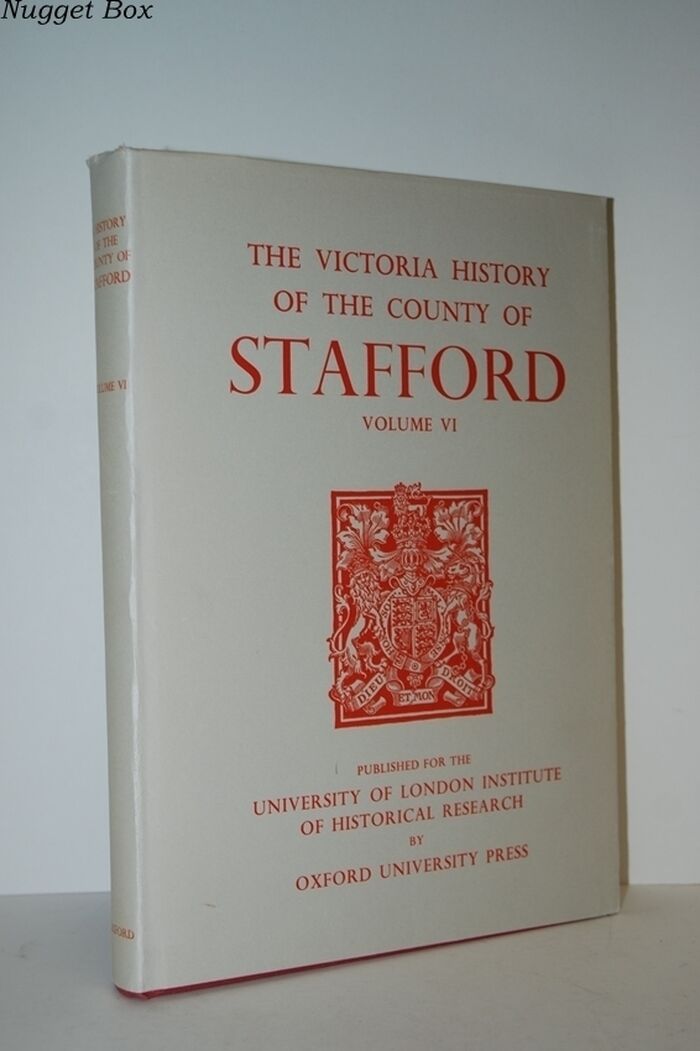 Nugget Box
HISTORY
OF THE
COUNTY OF
STAFFORD
VOLUME VI
OXFORD
THE VICTORIA HISTORY
OF THE COUNTY OF
STAFFORD
VOLUME VI
DIEU ET MON DROIT
PUBLISHED FOR THE
UNIVERSITY OF LONDON INSTITUTE
OF HISTORICAL RESEARCH
BY
OXFORD UNIVERSITY PRESS